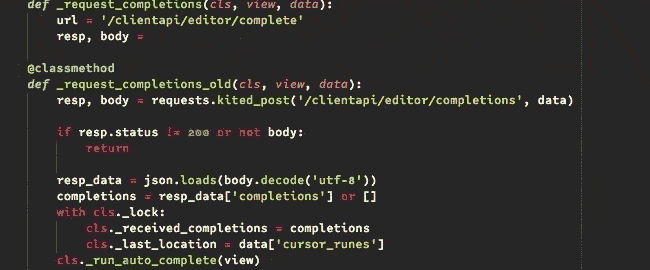 def _request_completions(cls, view, data):
url = '/clientapi/editor/complete'
resp, body =
@classmethod
def _request_completions_old(cls, view, data):
resp, body = requests.kited_post('/clientapi/editor/completions', data)
if resp.status != 200 or not body:
return
resp_data = json.loads(body.decode('utf-8'))
completions = resp_data['completions'] or []
with cls._lock:
cls._received_completions = completions
cls._last_location = data['cursor_runes']
cls._run_auto_complete(view)